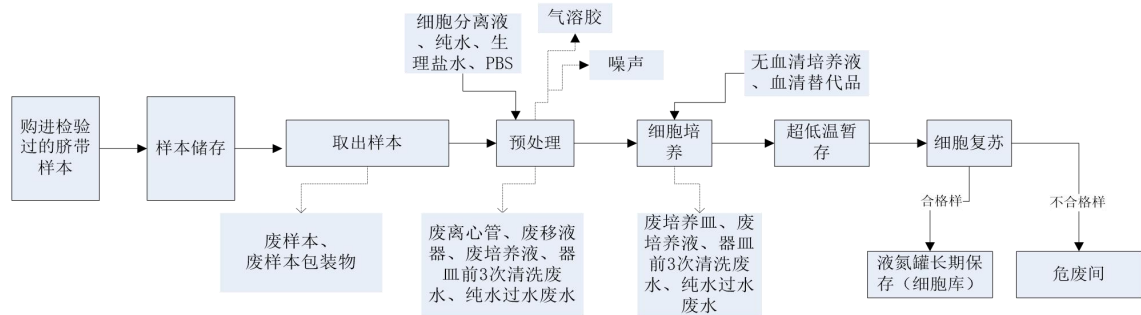 细胞分离液
、纯水、生
理盐水、PBS
气溶胶
噪声
无血清培养液
、血清替代品
购进检验
过的脐带
样本
样本储存
取出样本
预处理
细胞培
养
超低温暂
存
细胞复苏
合格样
不合格样
废样本、
废样本包装物
废离心管、废移液
器、废培养液、器
皿前3次清洗废
水、纯水过水废水
废培养皿、废
培养液、器皿
前3次清洗废
水、纯水过水
废水
液氮罐长期保
存（细胞库）
危废间